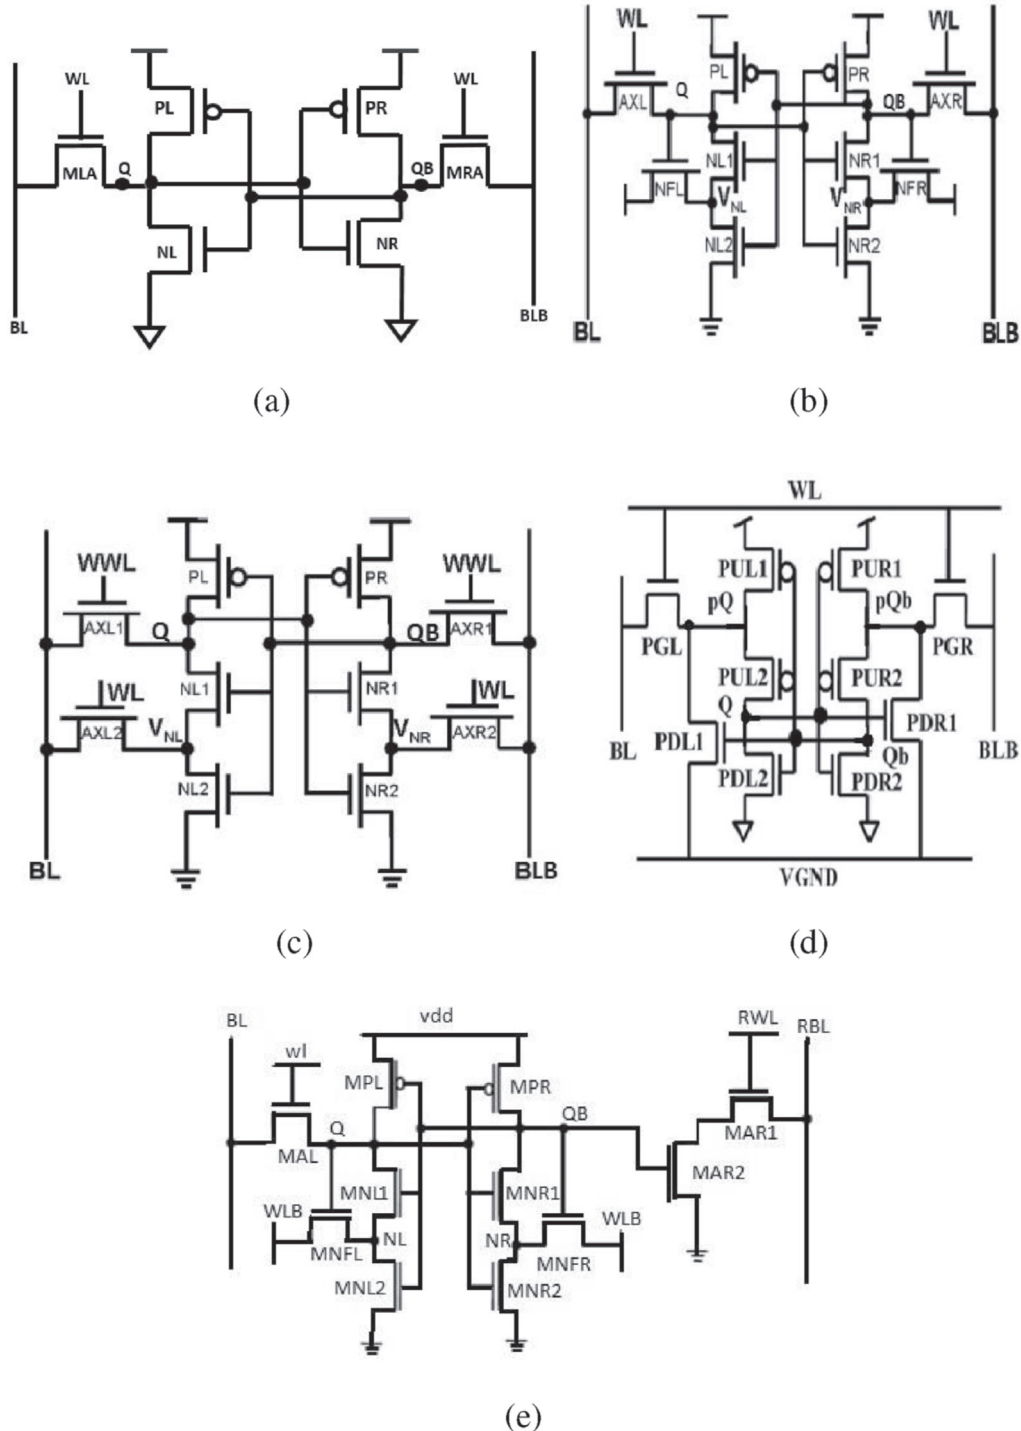 WL
WL
PL
PR
MLA
Q
QB
MRA
NL
NR
BL
BLB
(a)
WL
WL
PL
PR
AXL
Q
QB
AXR
NL1
NR1
NFL
NFR
VNL
VNR
NL2
NR2
BL
BLB
(b)
WWL
WWL
PL
PR
AXL1
Q
QB
AXR1
NL1
NR1
WL
WL
AXL2
VNL
VNR
AXR2
NL2
NR2
BL
BLB
(c)
WL
PUL1
PUR1
pQ
pQb
PGL
PGR
PUL2
PUR2
Q
PDR1
BL
PDL1
Qb
BLB
PDL2
PDR2
VGND
(d)
BL
vdd
RWL
RBL
wl
MPL
MPR
Q
QB
MAL
MAR1
MAR2
MNL1
MNR1
WLB
WLB
NL
NR
MNFL
MNFR
MNL2
MNR2
(e)